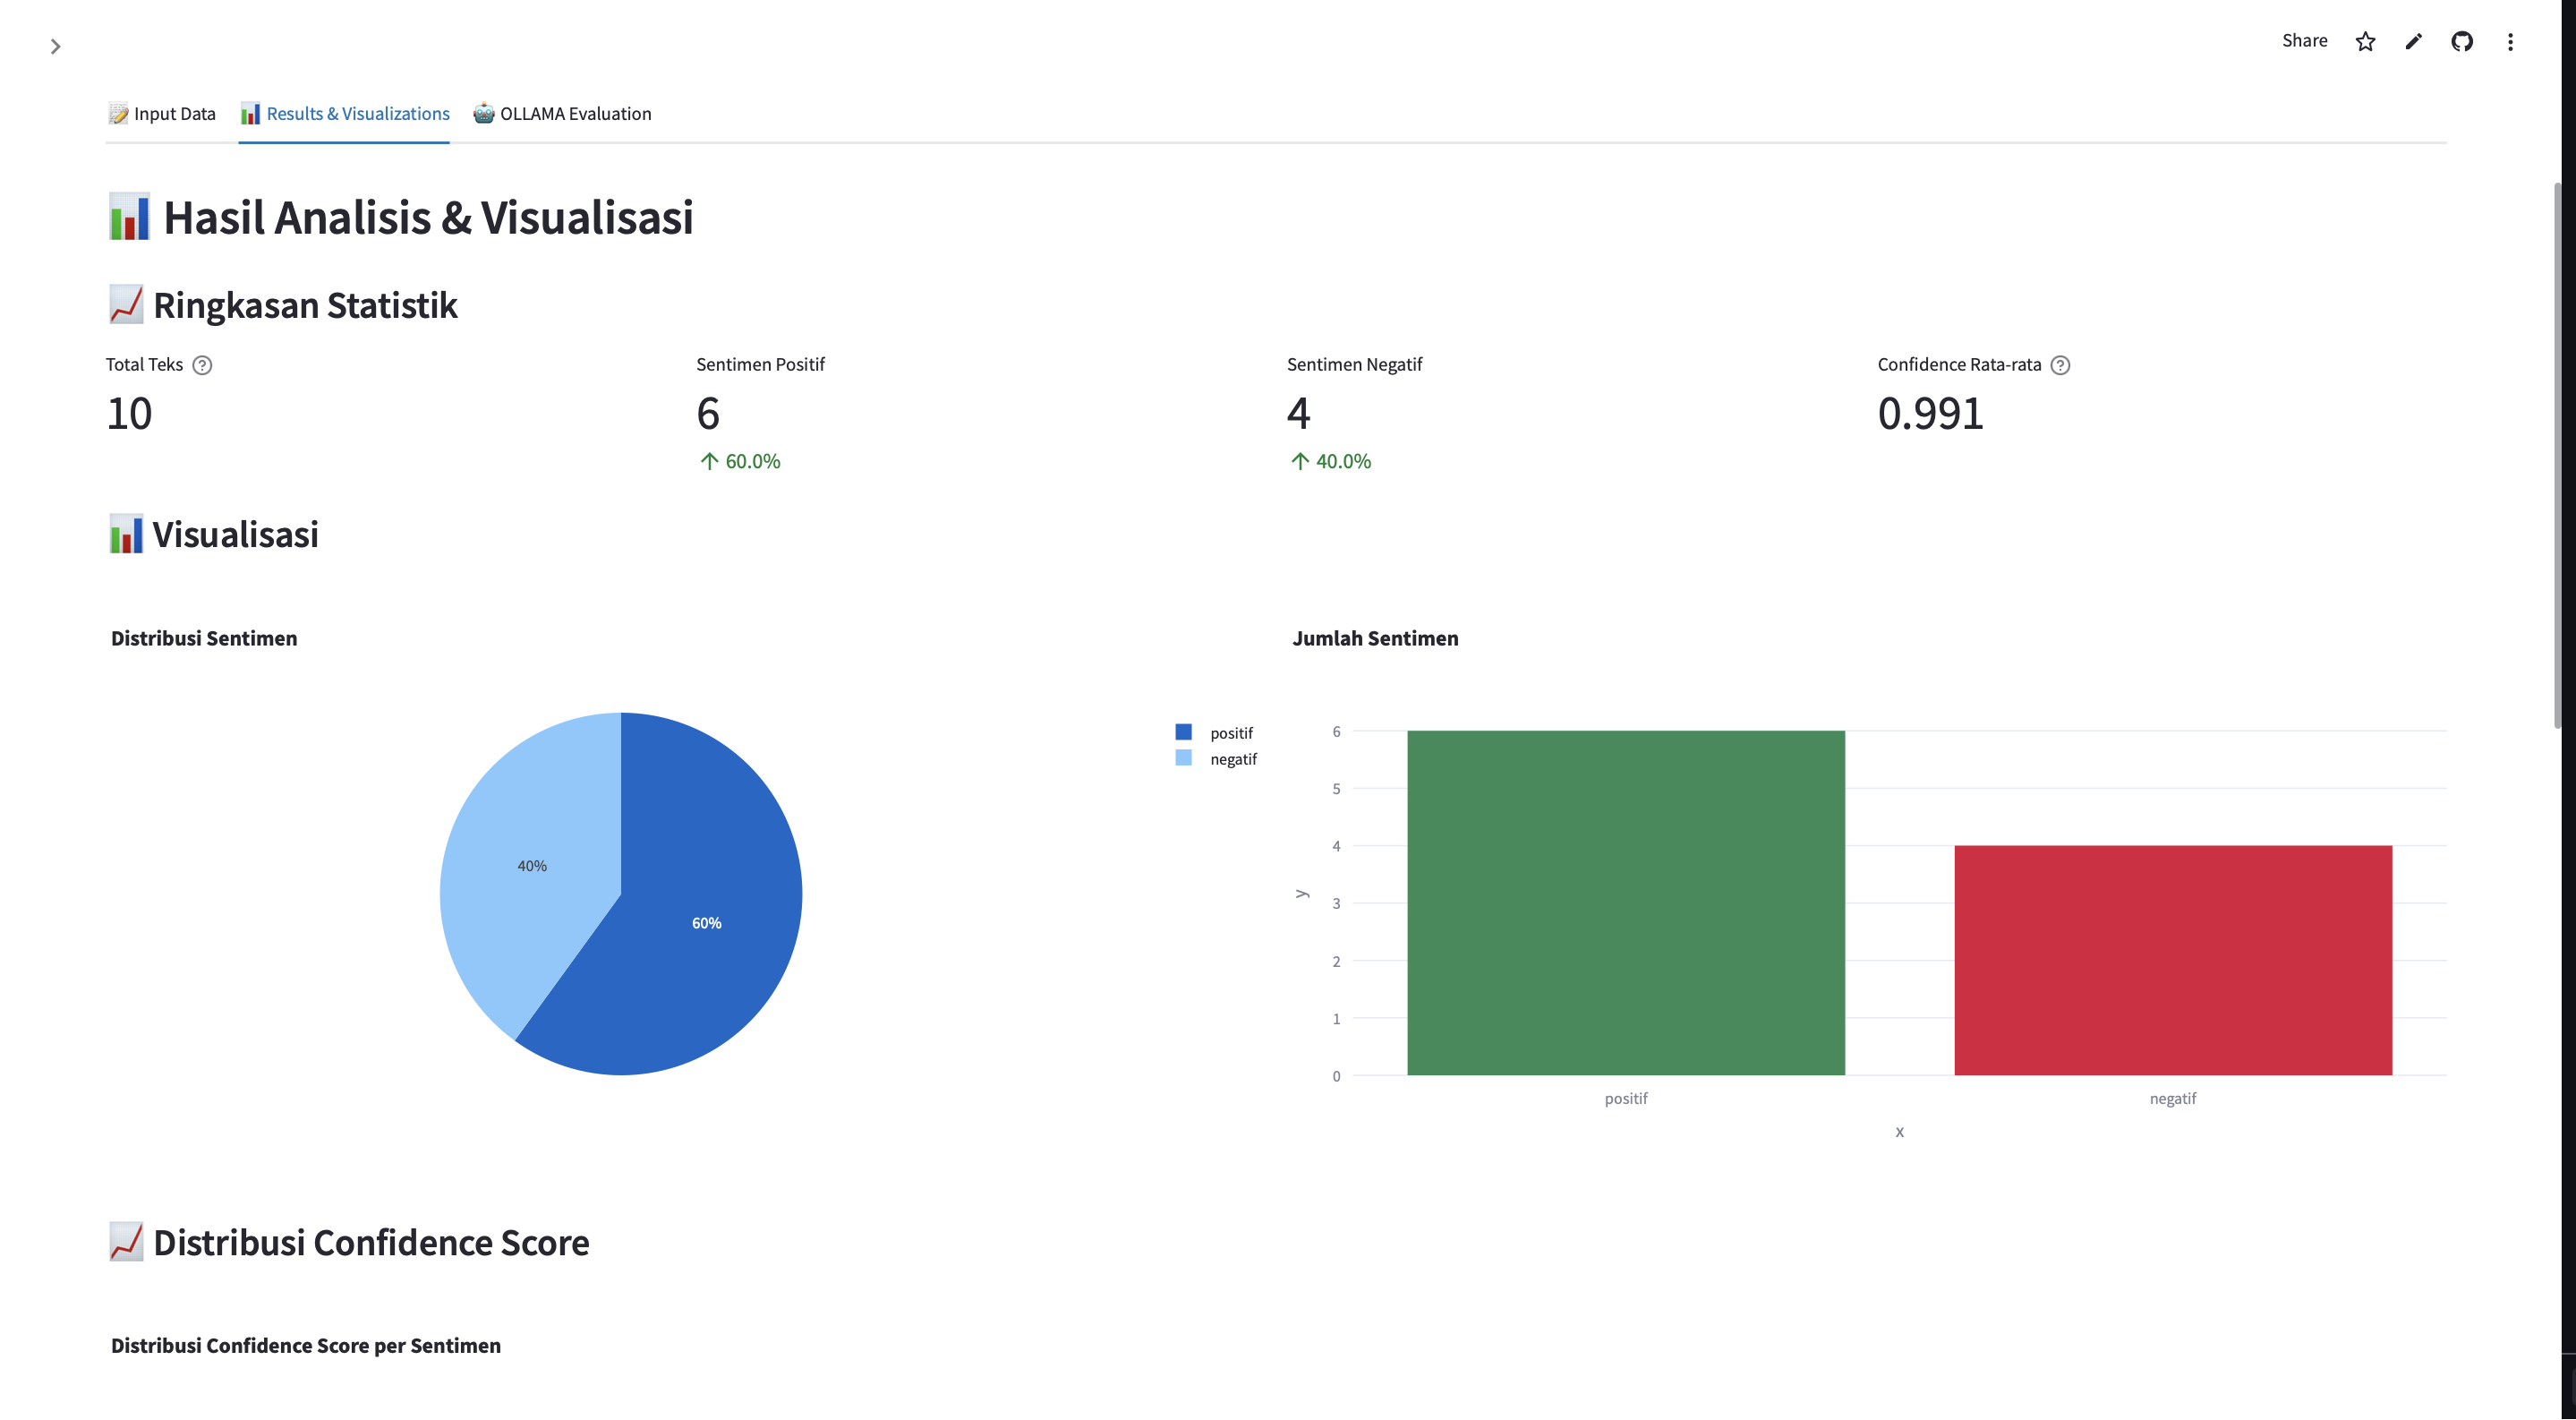 Share
Input Data
Results & Visualizations
OLLAMA Evaluation
Hasil Analisis & Visualisasi
Ringkasan Statistik
Total Teks
10
Sentimen Positif
6
↑ 60.0%
Sentimen Negatif
4
↑ 40.0%
Confidence Rata-rata
0.991
Visualisasi
Distribusi Sentimen
40%
60%
positif
negatif
Jumlah Sentimen
6
5
4
3
2
1
0
y
positif
negatif
x
Distribusi Confidence Score
Distribusi Confidence Score per Sentimen